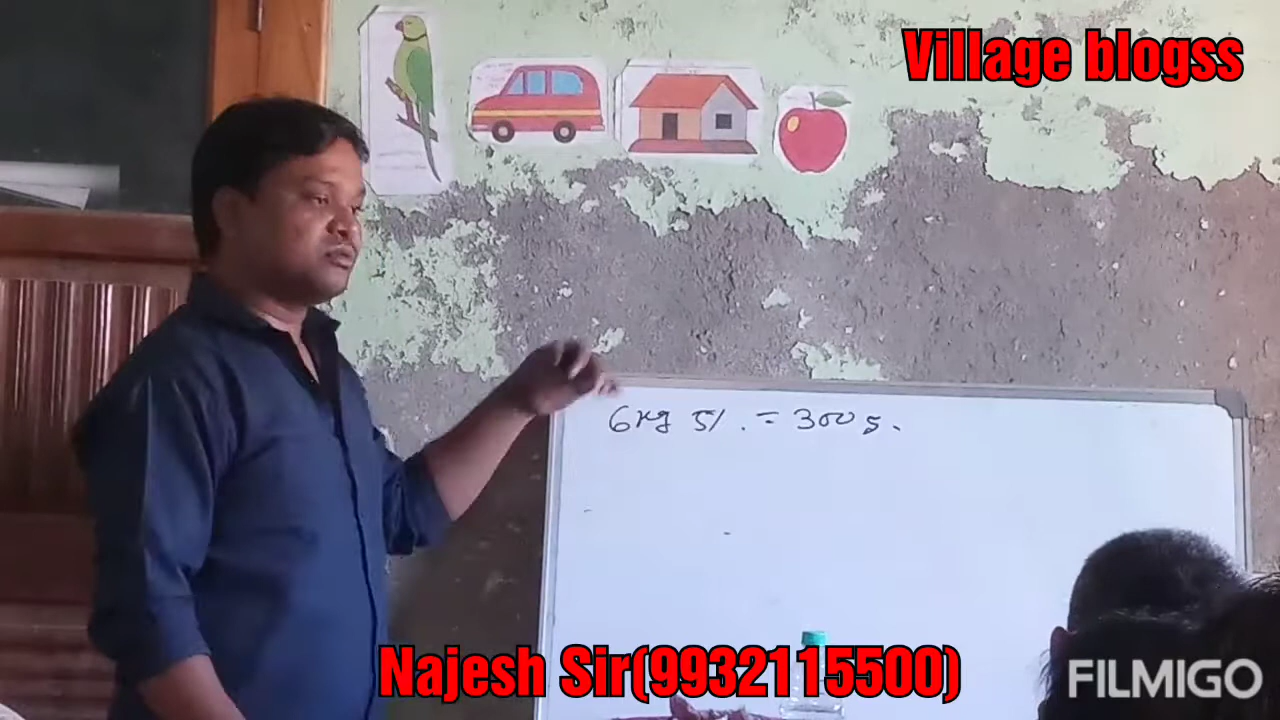 Village blogss
6kg 5% = 300g.
Najesh Sir(9932115500)
FILMIGO